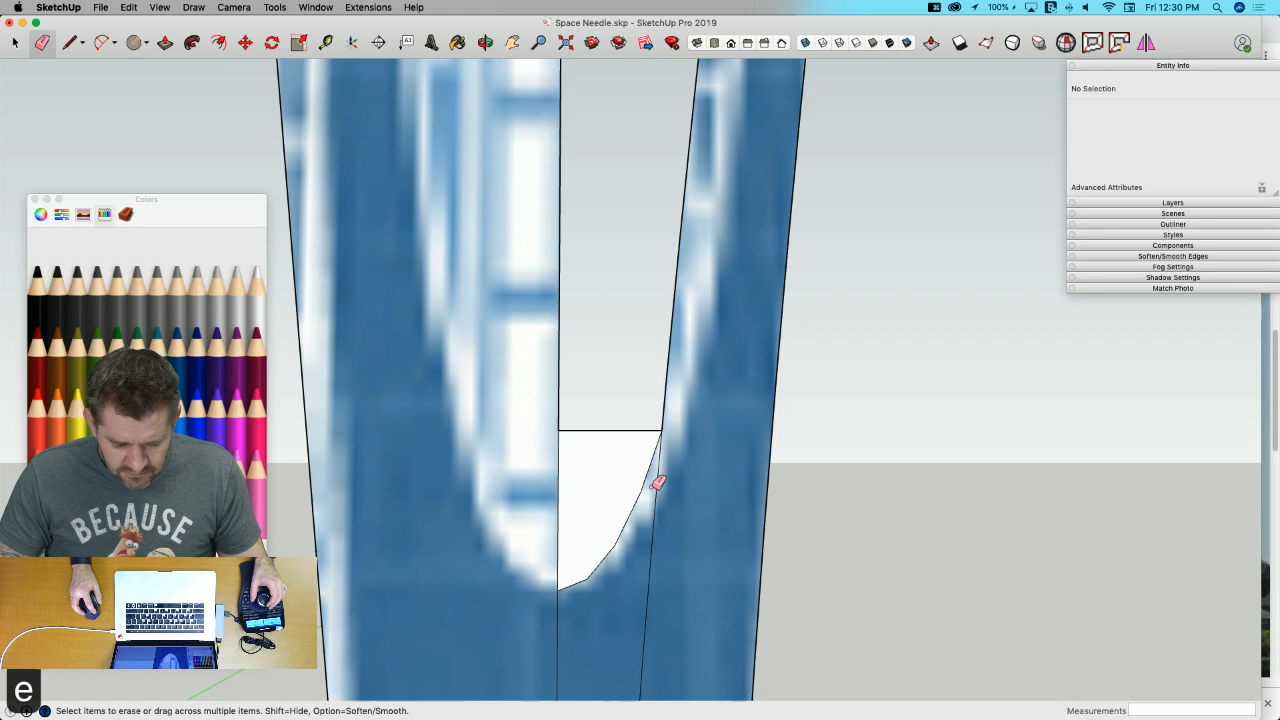 SketchUp File Edit View Draw Camera Tools Window Extensions Help
100% Fri 12:30 PM
Space Needle.skp - SketchUp Pro 2019
Entity Info
No Selection
Advanced Attributes
Layers
Scenes
Outliner
Styles
Components
Soften/Smooth Edges
Fog Settings
Shadow Settings
Match Photo
Colors
BECAUSE
e
Select items to erase or drag across multiple items. Shift=Hide, Option=Soften/Smooth.
Measurements